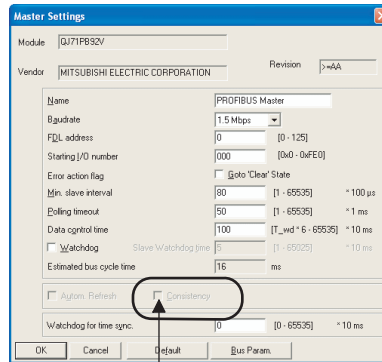 Master Settings
Module QJ71PB92V
Vendor MITSUBISHI ELECTRIC CORPORATION Revision >=AA
Name PROFIBUS Master
Baudrate 1.5 Mbps
FDL address 0 [0 - 125]
Starting I/O number 000 [0x0 - 0xFE0]
Error action flag Goto 'Clear' State
Min. slave interval 80 [1 - 65535] * 100 µs
Polling timeout 50 [1 - 65535] * 1 ms
Data control time 100 [T_wd * 6 - 65535] * 10 ms
Watchdog Slave Watchdog time 5 [1 - 65025] * 10 ms
Estimated bus cycle time 16 ms
Autom. Refresh Consistency
Watchdog for time sync. 0 [0 - 65535] * 10 ms
OK Cancel Default Bus Param.